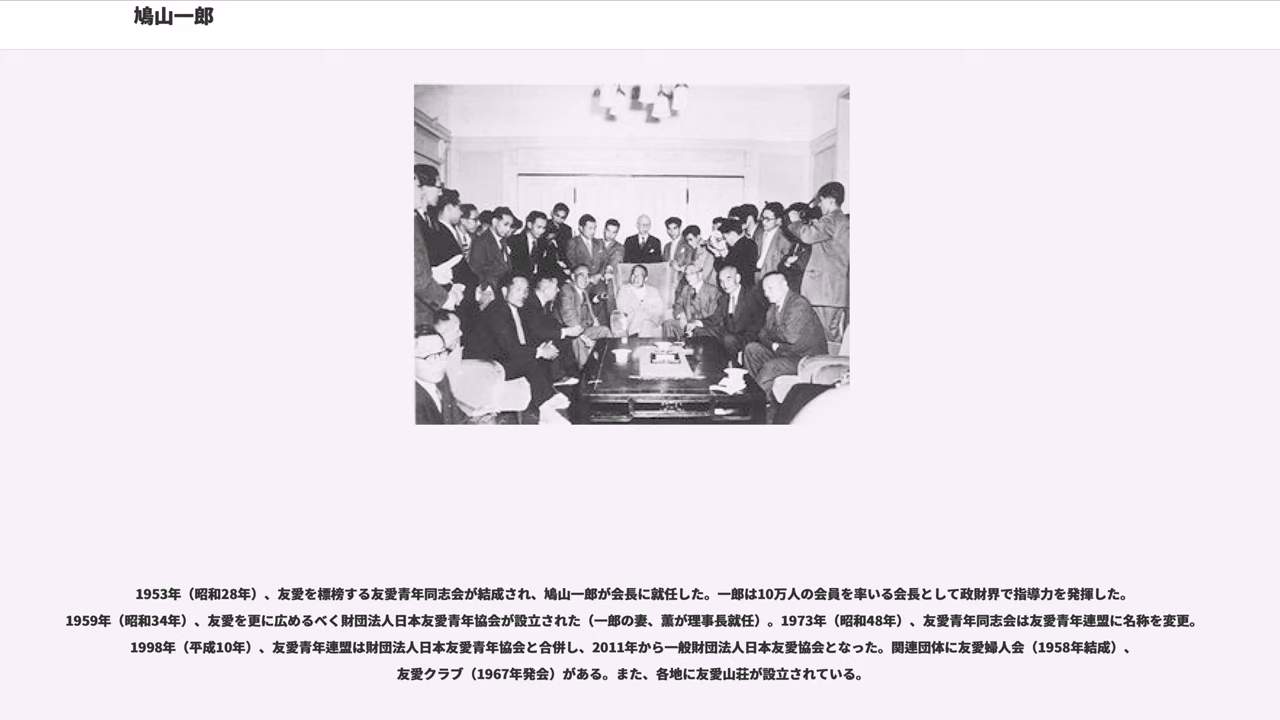 鳩山一郎
1953年（昭和28年）、友愛を標榜する友愛青年同志会が結成され、鳩山一郎が会長に就任した。一郎は10万人の会員を率いる会長として政財界で指導力を発揮した。
1959年（昭和34年）、友愛を更に広めるべく財団法人日本友愛青年協会が設立された（一郎の妻、薫が理事長就任）。1973年（昭和48年）、友愛青年同志会は友愛青年連盟に名称を変更。
1998年（平成10年）、友愛青年連盟は財団法人日本友愛青年協会と合併し、2011年から一般財団法人日本友愛協会となった。関連団体に友愛婦人会（1958年結成）、
友愛クラブ（1967年発会）がある。また、各地に友愛山荘が設立されている。